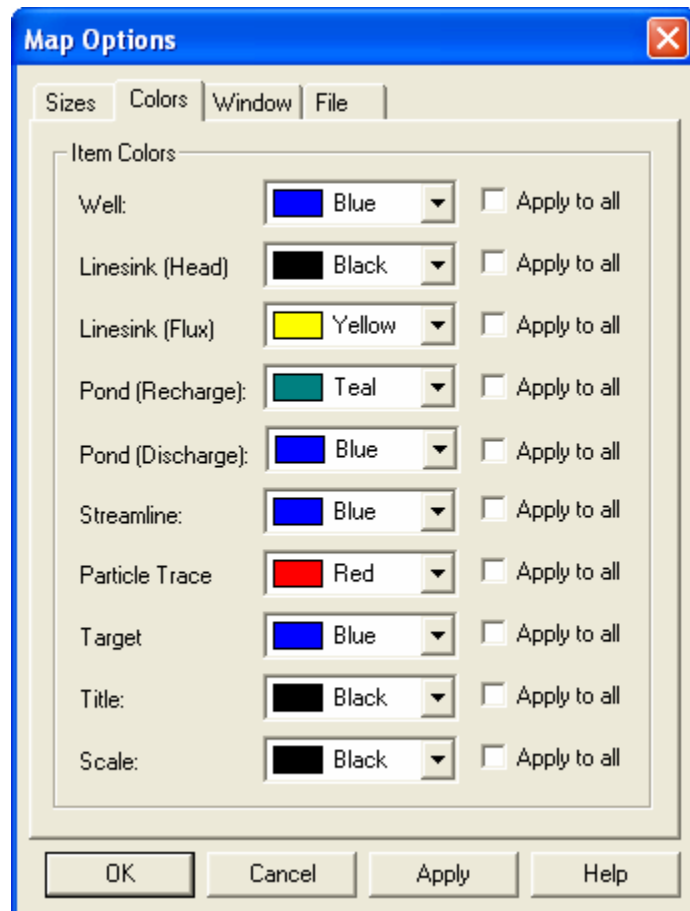 Map Options
Sizes Colors Window File
Item Colors
Well: Blue Apply to all
Linesink (Head) Black Apply to all
Linesink (Flux) Yellow Apply to all
Pond (Recharge): Teal Apply to all
Pond (Discharge): Blue Apply to all
Streamline: Blue Apply to all
Particle Trace Red Apply to all
Target Blue Apply to all
Title: Black Apply to all
Scale: Black Apply to all
OK Cancel Apply Help